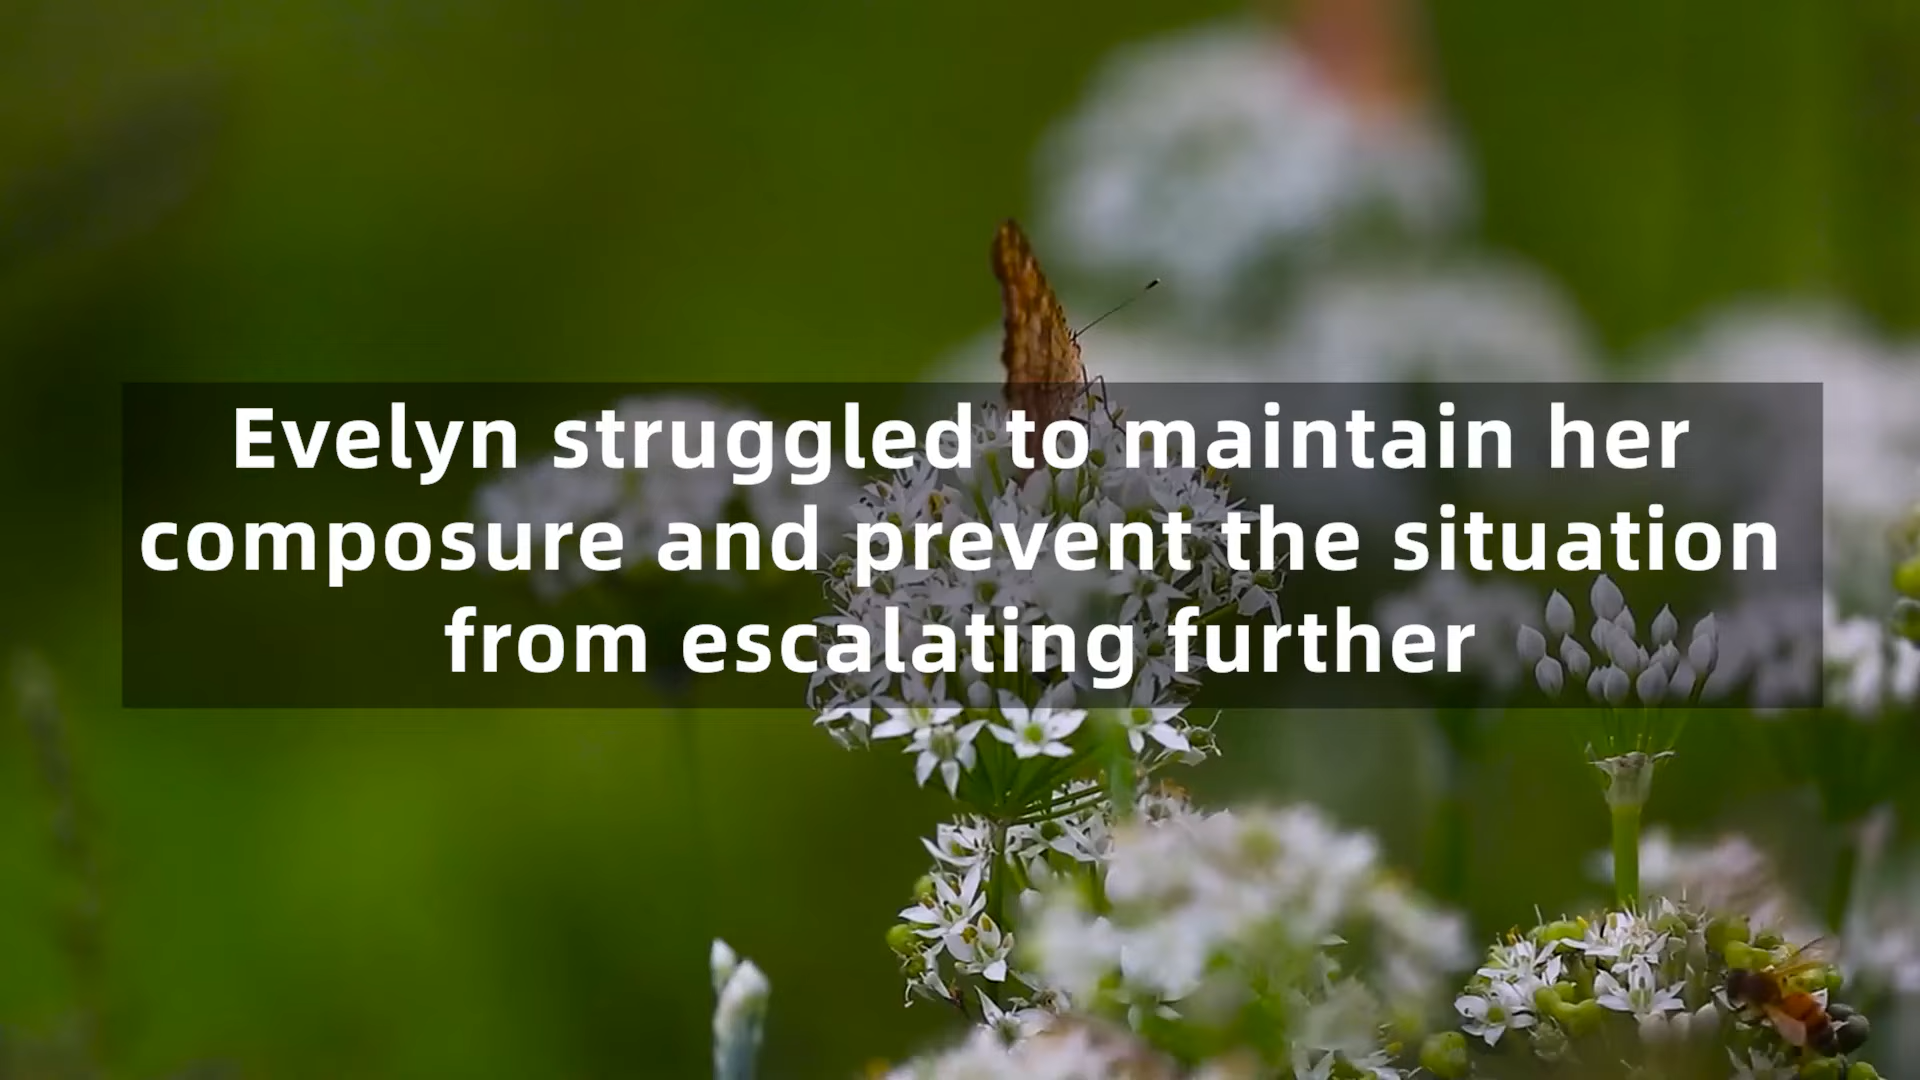 Evelyn struggled to maintain her
composure and prevent the situation
from escalating further